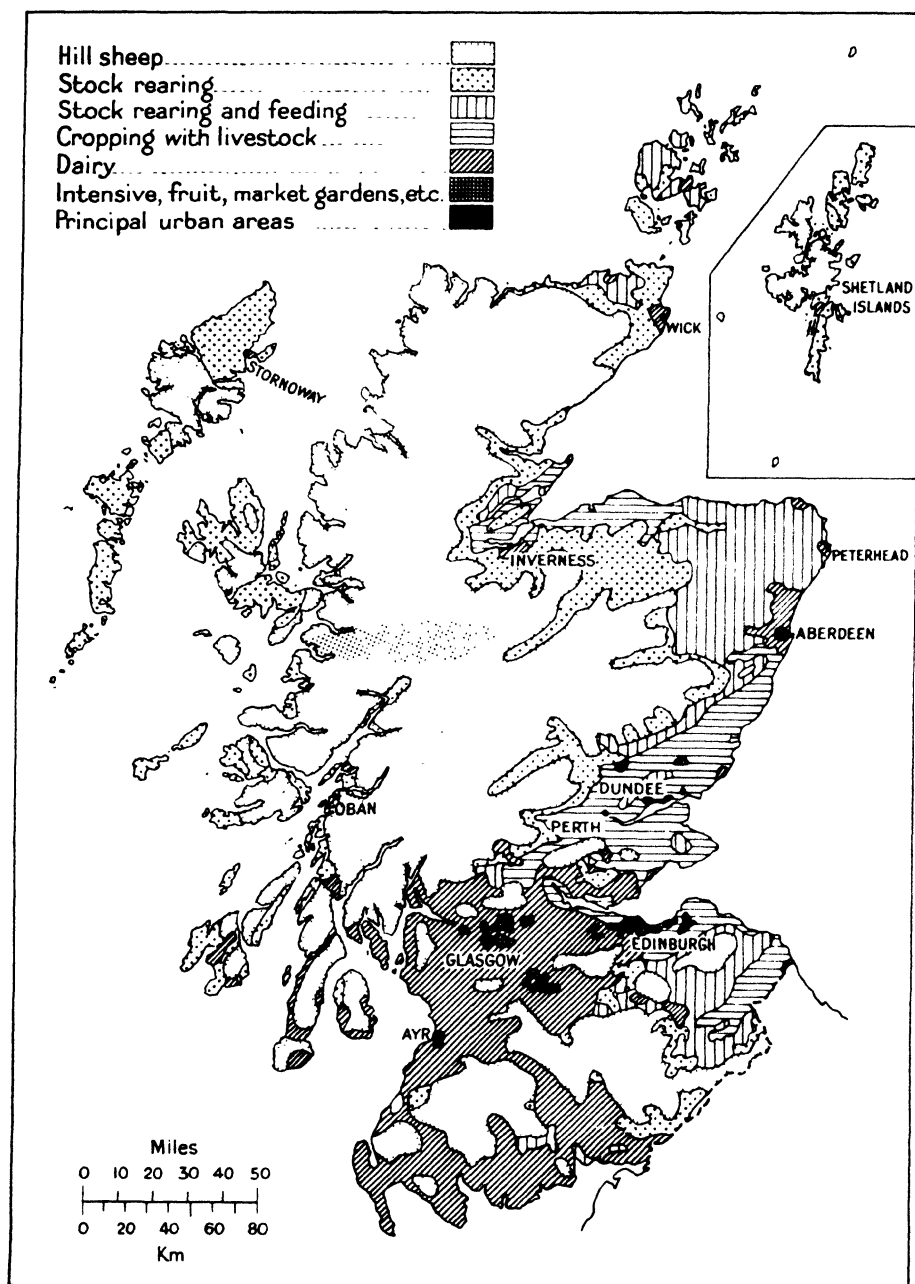 Hill sheep
Stock rearing
Stock rearing and feeding
Cropping with livestock
Dairy
Intensive, fruit, market gardens, etc.
Principal urban areas
SHETLAND
ISLANDS
WICK
STORNOWAY
INVERNESS
PETERHEAD
ABERDEEN
DUNDEE
OBAN
PERTH
EDINBURGH
GLASGOW
AYR
Miles
0 10 20 30 40 50
0 20 40 60 80
Km